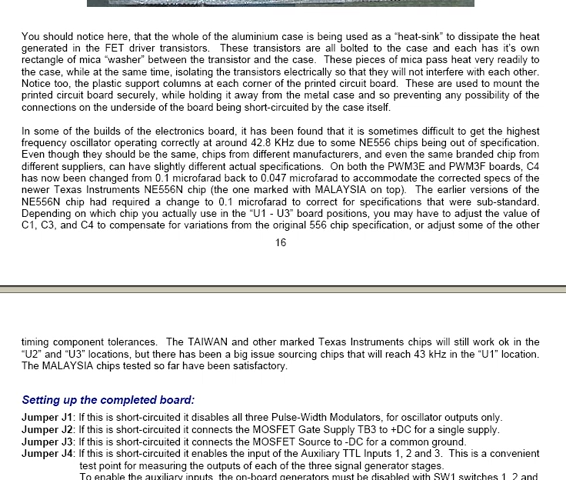 You should notice here, that the whole of the aluminium case is being used as a “heat-sink” to dissipate the heat
generated in the FET driver transistors. These transistors are all bolted to the case and each has it’s own
rectangle of mica “washer” between the transistor and the case. These pieces of mica pass heat very readily to
the case, while at the same time, isolating the transistors electrically so that they will not interfere with each other.
Notice too, the plastic support columns at each corner of the printed circuit board. These are used to mount the
printed circuit board securely, while holding it away from the metal case and so preventing any possibility of the
connections on the underside of the board being short-circuited by the case itself.
In some of the builds of the electronics board, it has been found that it is sometimes difficult to get the highest
frequency oscillator operating correctly at around 42.8 KHz due to some NE556 chips being out of specification.
Even though they should be the same, chips from different manufacturers, and even the same branded chip from
different suppliers, can have slightly different actual specifications. On both the PWM3E and PWM3F boards, C4
has now been changed from 0.1 microfarad back to 0.047 microfarad to accommodate the corrected specs of the
newer Texas Instruments NE556N chip (the one marked with MALAYSIA on top). The earlier versions of the
NE556N chip had required a change to 0.1 microfarad to correct for specifications that were sub-standard.
Depending on which chip you actually use in the “U1 - U3” board positions, you may have to adjust the value of
C1, C3, and C4 to compensate for variations from the original 556 chip specification, or adjust some of the other
16
timing component tolerances. The TAIWAN and other marked Texas Instruments chips will still work ok in the
“U2” and “U3” locations, but there has been a big issue sourcing chips that will reach 43 kHz in the “U1” location.
The MALAYSIA chips tested so far have been satisfactory.
Setting up the completed board:
Jumper J1: If this is short-circuited it disables all three Pulse-Width Modulators, for oscillator outputs only.
Jumper J2: If this is short-circuited it connects the MOSFET Gate Supply TB3 to +DC for a single supply.
Jumper J3: If this is short-circuited it connects the MOSFET Source to -DC for a common ground.
Jumper J4: If this is short-circuited it enables the input of the Auxiliary TTL Inputs 1, 2 and 3. This is a convenient
test point for measuring the outputs of each of the three signal generator stages.
To enable the auxiliary inputs, the on-board generators must be disabled with SW1 switches 1, 2 and